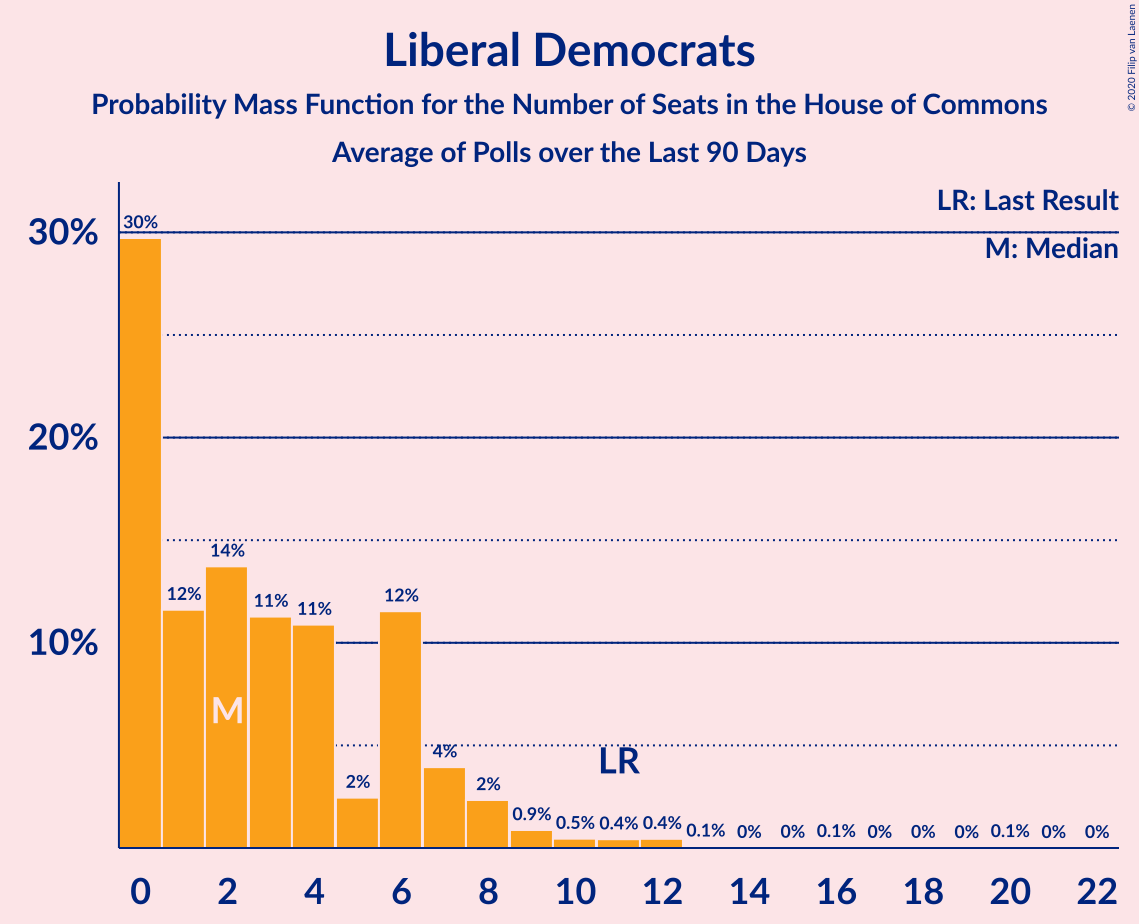 Liberal Democrats
Probability Mass Function for the Number of Seats in the House of Commons
Average of Polls over the Last 90 Days
© 2020 Filip van Laenen
LR: Last Result
M: Median
30%
20%
10%
30%
12%
14%
11%
11%
2%
12%
4%
2%
0.9%
0.5%
0.4%
0.4%
0.1%
0%
0%
0.1%
0%
0%
0%
0.1%
0%
0%
M
LR
0 2 4 6 8 10 12 14 16 18 20 22